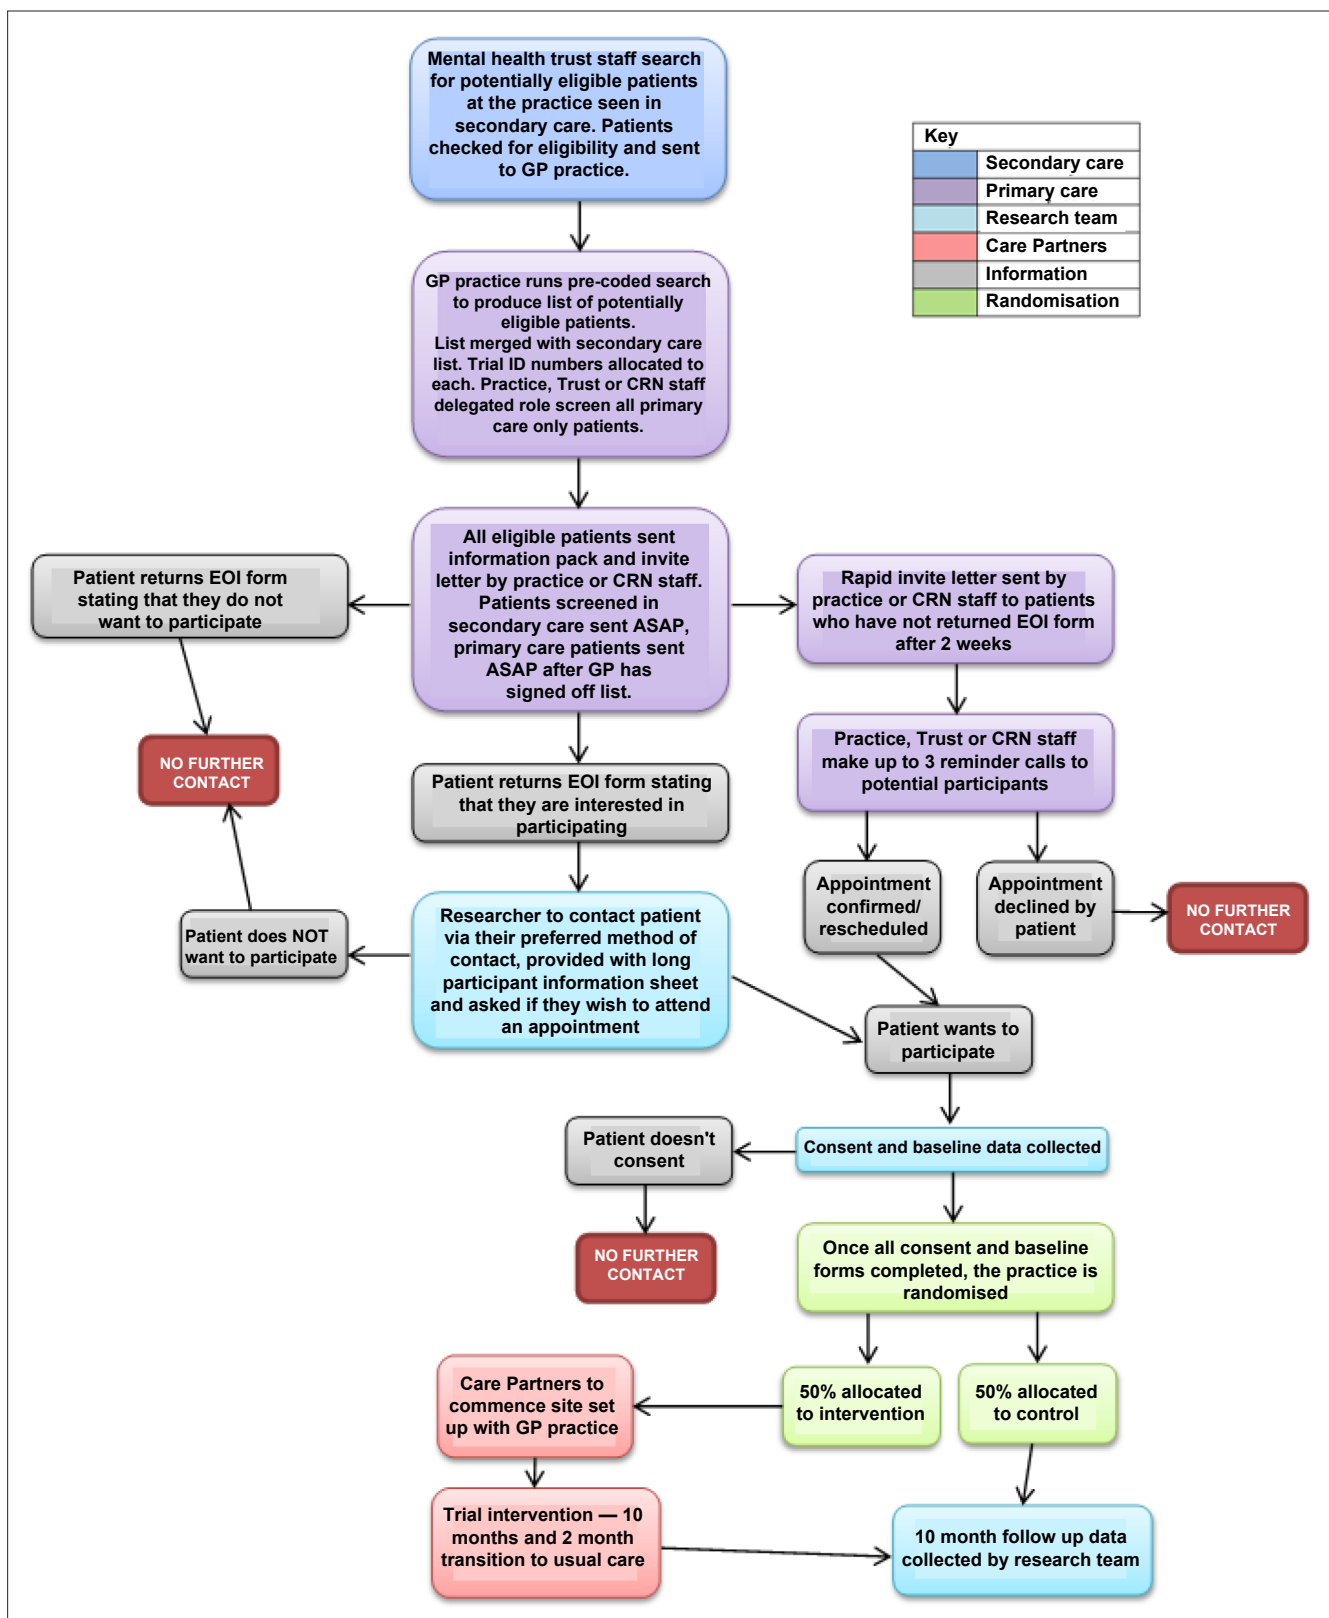 Mental health trust staff search
for potentially eligible patients
at the practice seen in
secondary care. Patients
checked for eligibility and sent
to GP practice.
Key
Secondary care
Primary care
Research team
Care Partners
Information
Randomisation
GP practice runs pre-coded search
to produce list of potentially
eligible patients.
List merged with secondary care
list. Trial ID numbers allocated to
each. Practice, Trust or CRN staff
delegated role screen all primary
care only patients.
All eligible patients sent
information pack and invite
letter by practice or CRN staff.
Patients screened in
secondary care sent ASAP,
primary care patients sent
ASAP after GP has
signed off list.
Patient returns EOI form
stating that they do not
want to participate
Rapid invite letter sent by
practice or CRN staff to patients
who have not returned EOI form
after 2 weeks
NO FURTHER
CONTACT
Patient returns EOI form stating
that they are interested in
participating
Practice, Trust or CRN staff
make up to 3 reminder calls to
potential participants
Appointment
confirmed/
rescheduled
Appointment
declined by
patient
NO FURTHER
CONTACT
Patient does NOT
want to participate
Researcher to contact patient
via their preferred method of
contact, provided with long
participant information sheet
and asked if they wish to attend
an appointment
Patient wants to
participate
Patient doesn't
consent
Consent and baseline data collected
NO FURTHER
CONTACT
Once all consent and baseline
forms completed, the practice is
randomised
Care Partners to
commence site set
up with GP practice
50% allocated
to intervention
50% allocated
to control
Trial intervention — 10
months and 2 month
transition to usual care
10 month follow up data
collected by research team